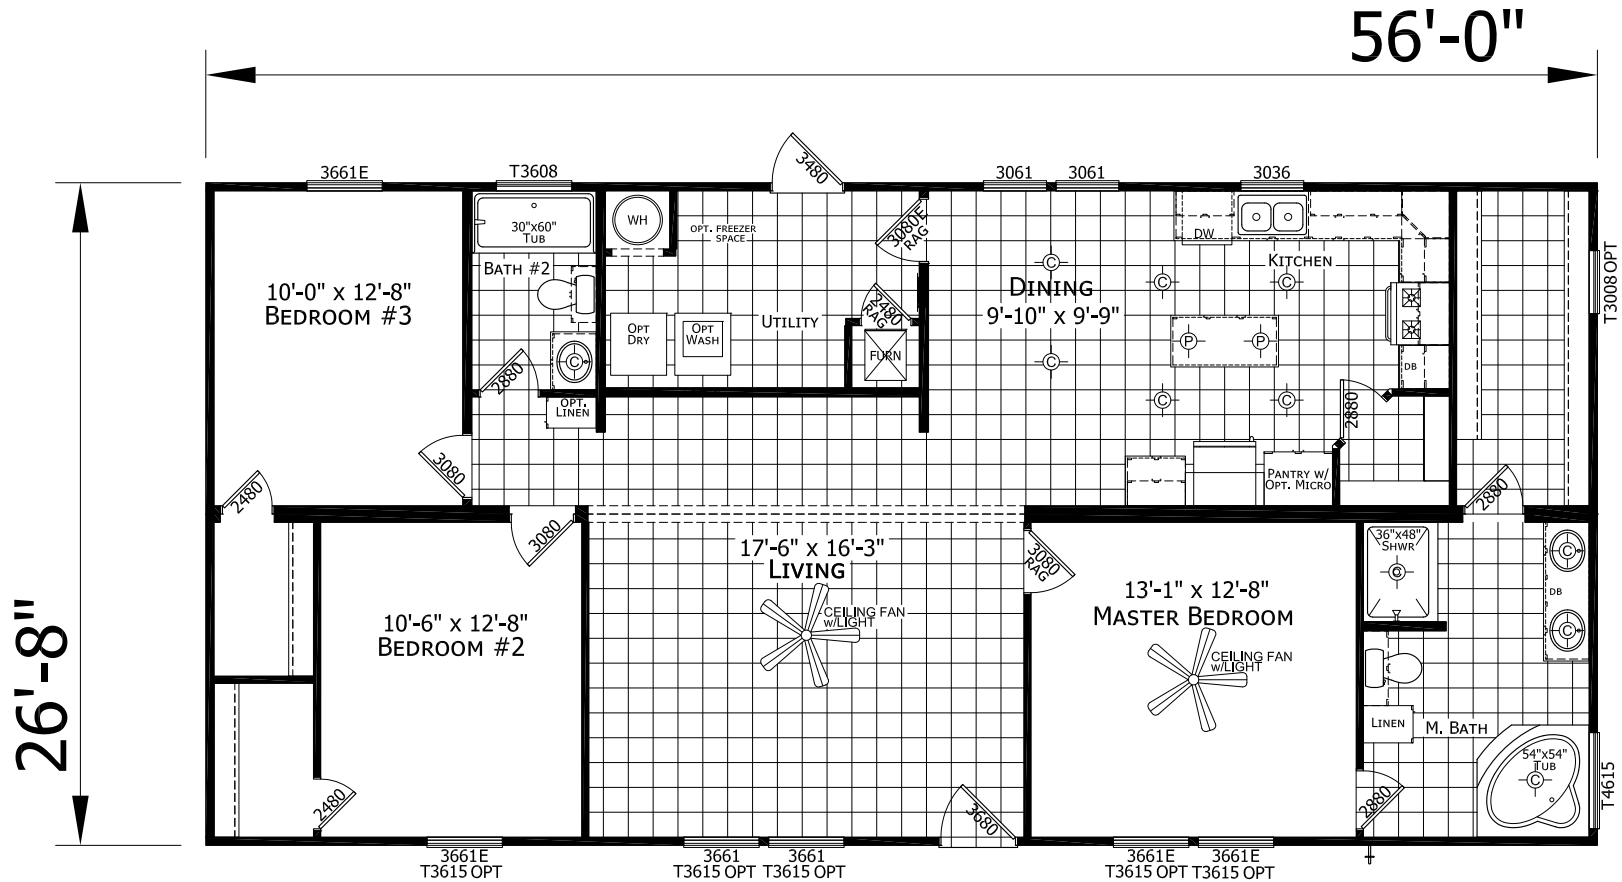 56'-0"
3480
3661E
T3608
3061
3061
3036
WH
30"x60"
TUB
OPT. FREEZER
SPACE
3080E
RAG
DW
BATH #2
KITCHEN
T3008 OPT
10'-0" x 12'-8"
BEDROOM #3
DINING
9'-10" x 9'-9"
C
C
C
C
C
C
OPT
DRY
OPT
WASH
UTILITY
2480
RAG
FURN
P
P
C
DB
2880
OPT.
LINEN
2880
3080
2480
PANTRY W/
OPT. MICRO
2880
3080
17'-6" x 16'-3"
LIVING
3080
RAG
36"x48"
SHWR
C
C
DB
C
26'-8"
10'-6" x 12'-8"
BEDROOM #2
CEILING FAN
w/LIGHT
13'-1" x 12'-8"
MASTER BEDROOM
CEILING FAN
w/LIGHT
LINEN
M. BATH
54"x54"
TUB
C
T4615
2480
3680
2880
3661E
T3615 OPT
3661
T3615 OPT
3661
T3615 OPT
3661E
T3615 OPT
3661E
T3615 OPT